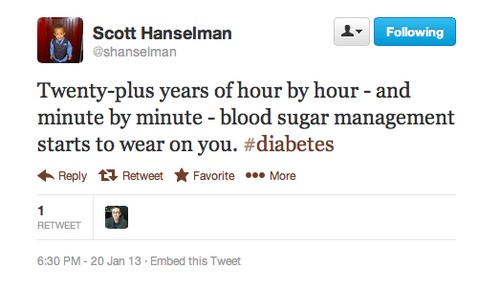 Scott Hanselman
@shanselman
Following
Twenty-plus years of hour by hour - and
minute by minute - blood sugar management
starts to wear on you. #diabetes
Reply Retweet Favorite More
1
RETWEET
6:30 PM - 20 Jan 13 · Embed this Tweet